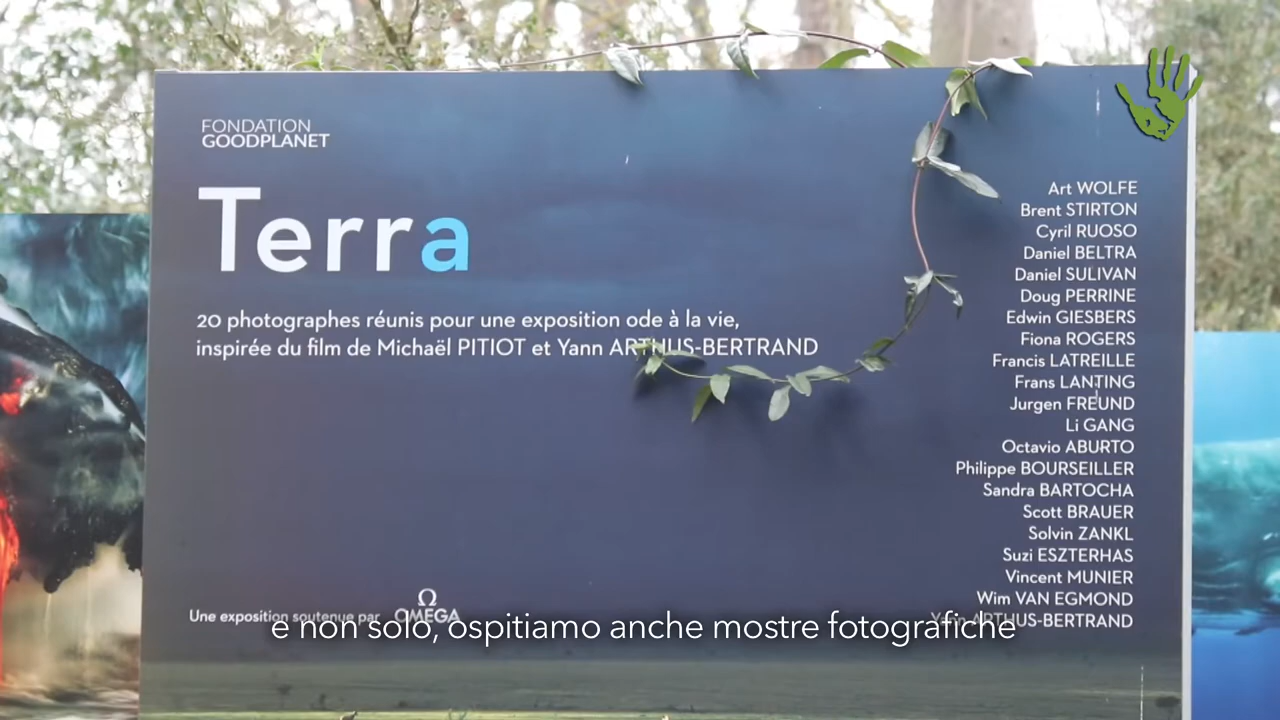 FONDATION
GOODPLANET
Terra
20 photographes réunis pour une exposition ode à la vie,
inspirée du film de Michaël PITIOT et Yann ARTHUS-BERTRAND
Art WOLFE
Brent STIRTON
Cyril RUOSO
Daniel BELTRA
Daniel SULIVAN
Doug PERRINE
Edwin GIESBERS
Fiona ROGERS
Francis LATREILLE
Frans LANTING
Jurgen FREUND
Li GANG
Octavio ABURTO
Philippe BOURSEILLER
Sandra BARTOCHA
Scott BRAUER
Solvin ZANKL
Suzi ESZTERHAS
Vincent MUNIER
Wim VAN EGMOND
Yann ARTHUS-BERTRAND
Une exposition soutenue par
Ω
OMEGA
e non solo, ospitiamo anche mostre fotografiche